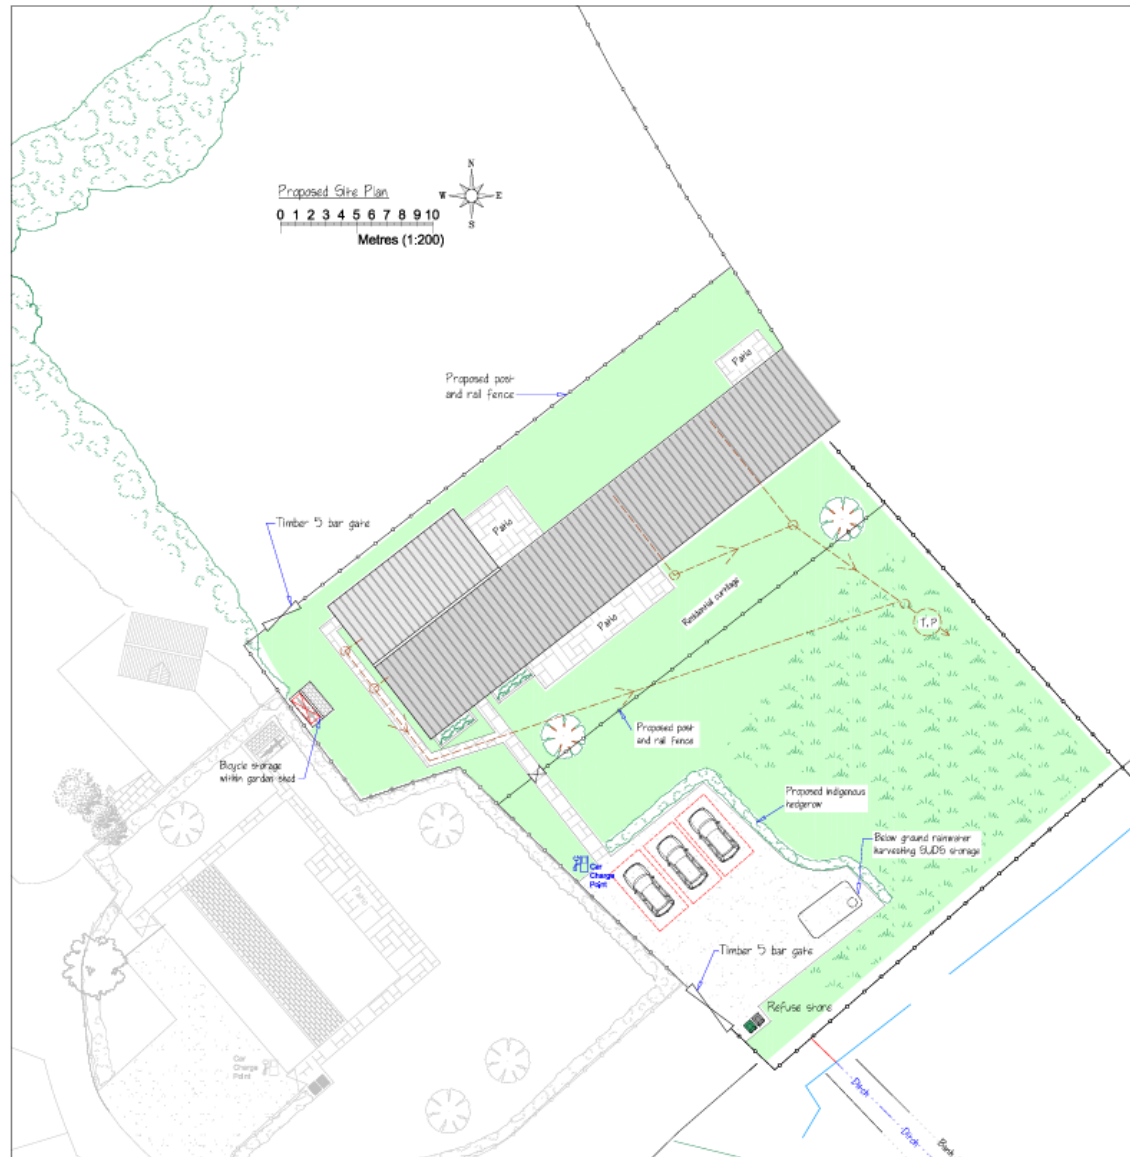 N
W E
S
Proposed Site Plan
0 1 2 3 4 5 6 7 8 9 10
Metres (1:200)
Patio
Proposed post
and rail fence
Timber 5 bar gate
Patio
Residential curtilage
Patio
T.P
Proposed post
and rail fence
Bicycle storage
within garden shed
Proposed indigenous
hedgerow
Below ground rainwater
harvesting SUDS storage
Car
Charge
Point
Patio
Timber 5 bar gate
Refuse store
Car
Charge
Point
Ditch
Ditch
Bank